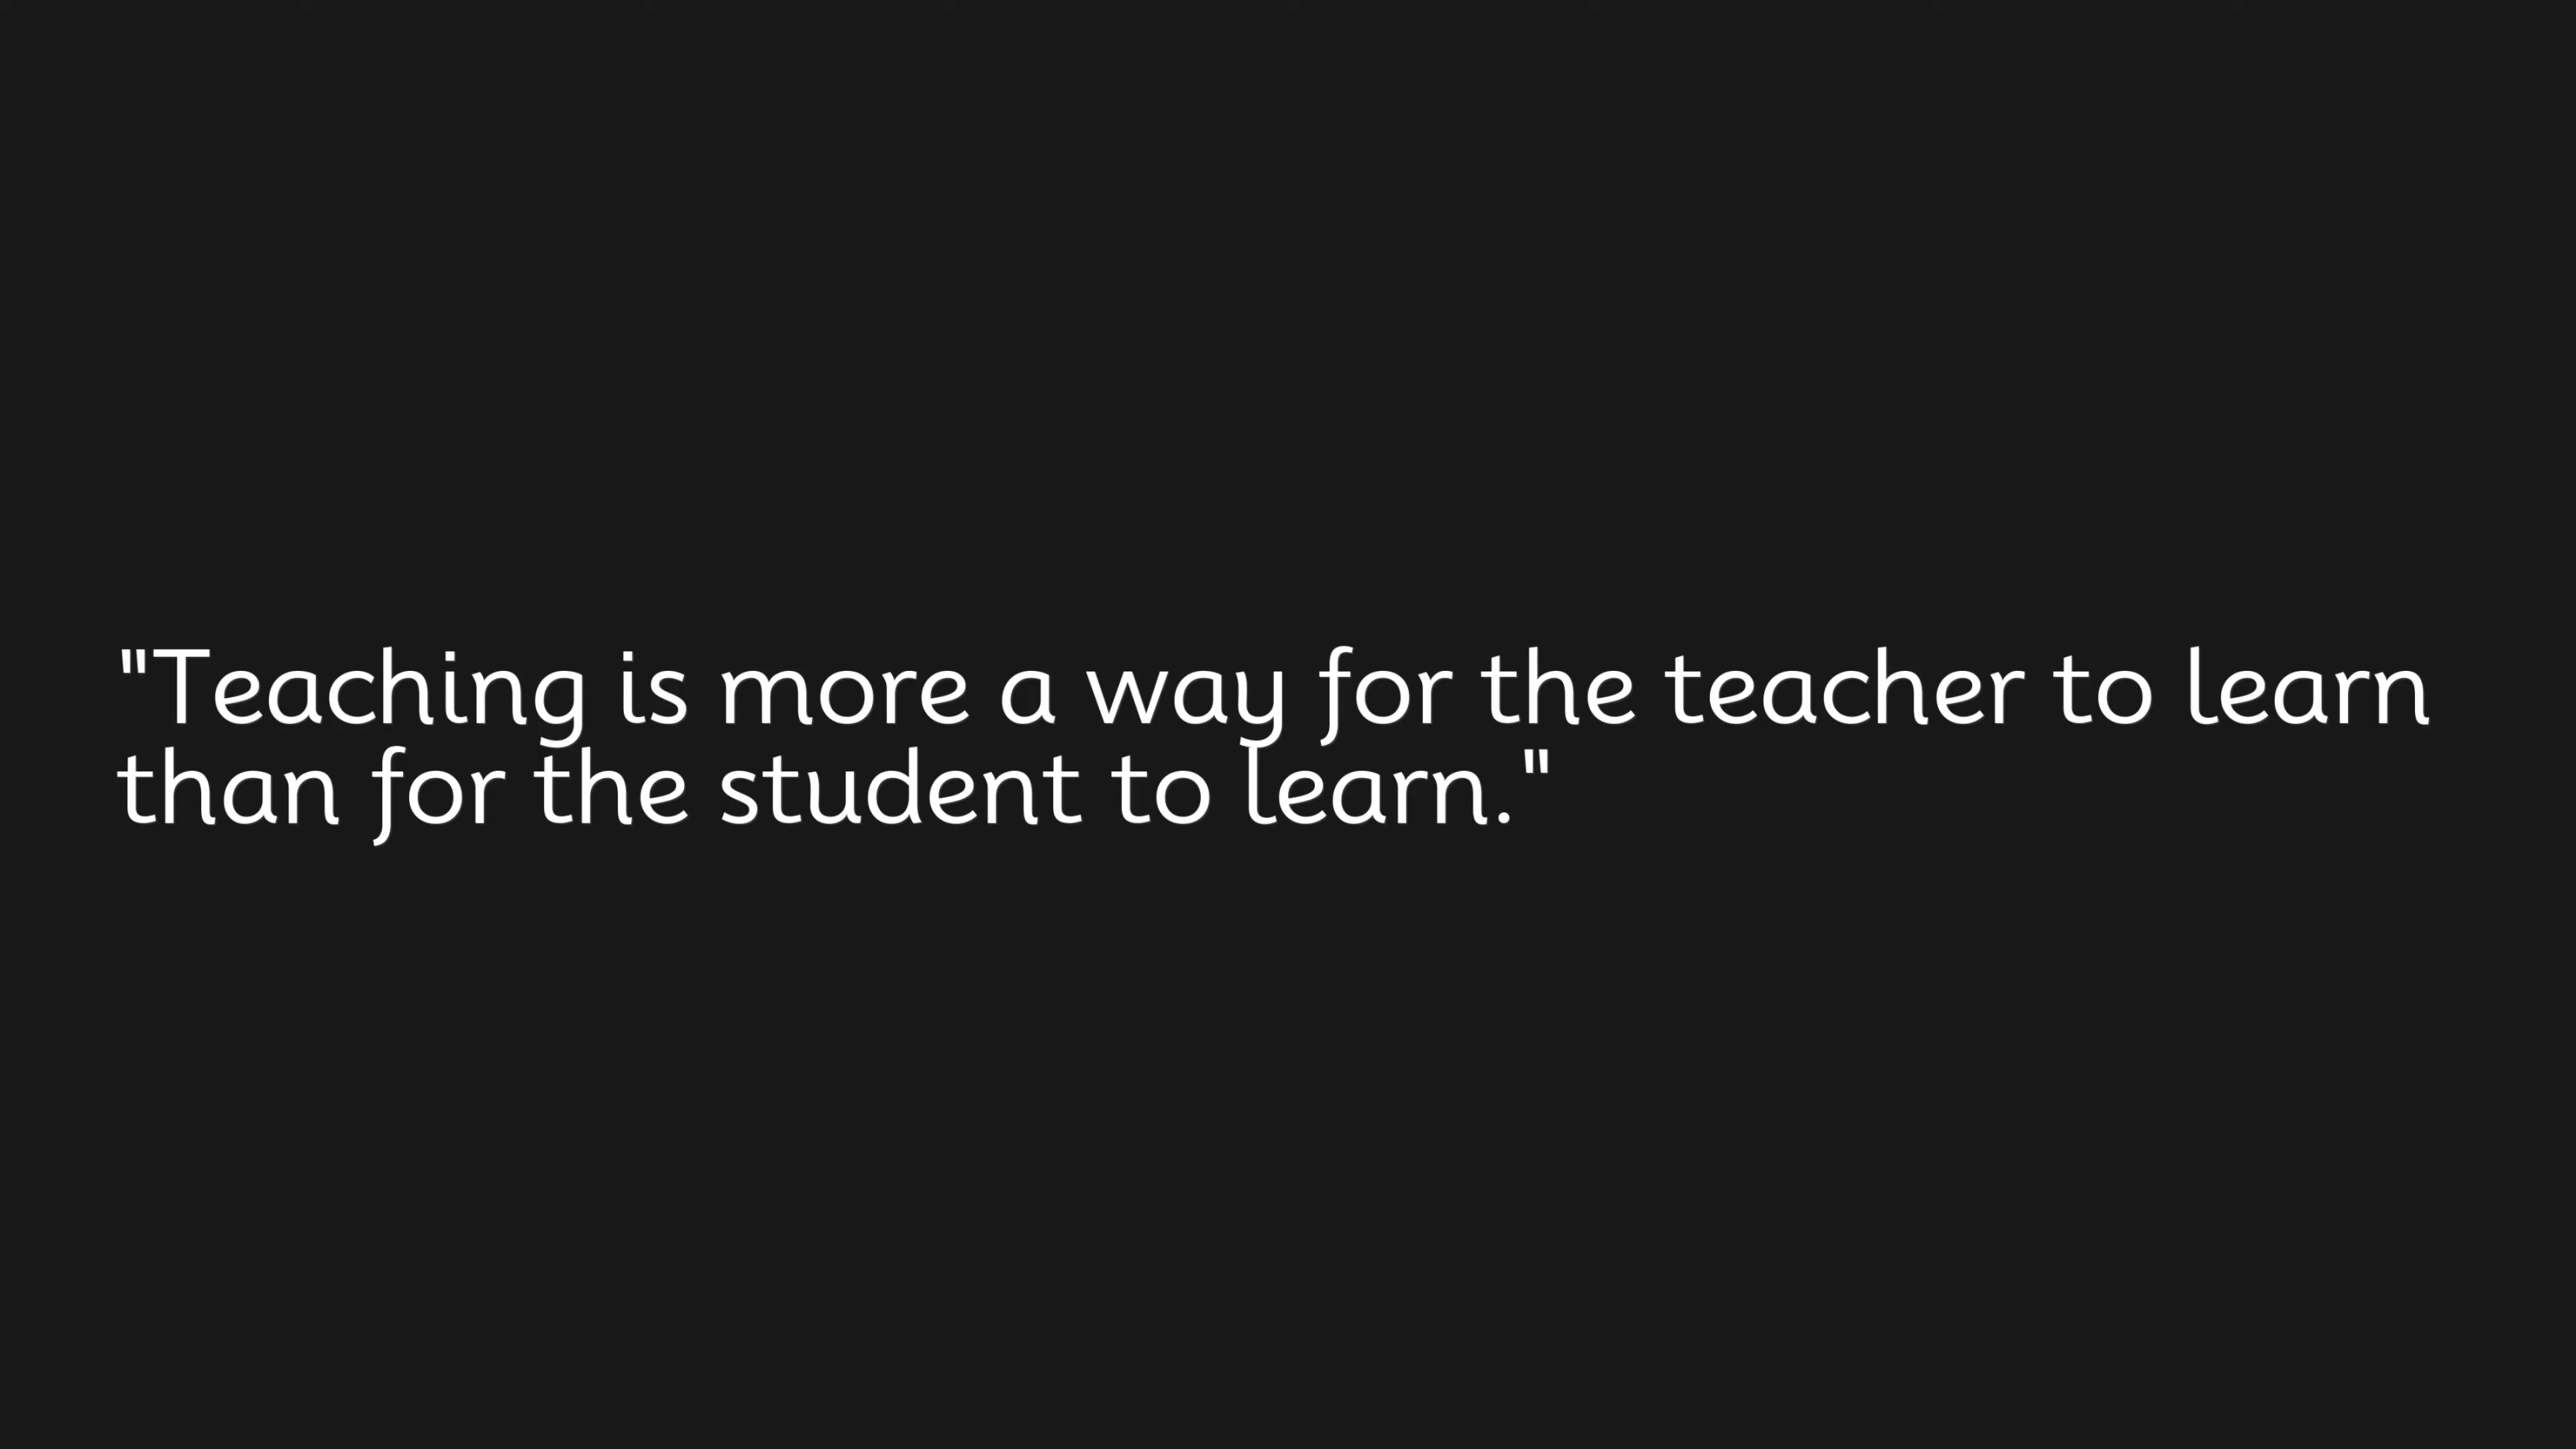 "Teaching is more a way for the teacher to learn
than for the student to learn."